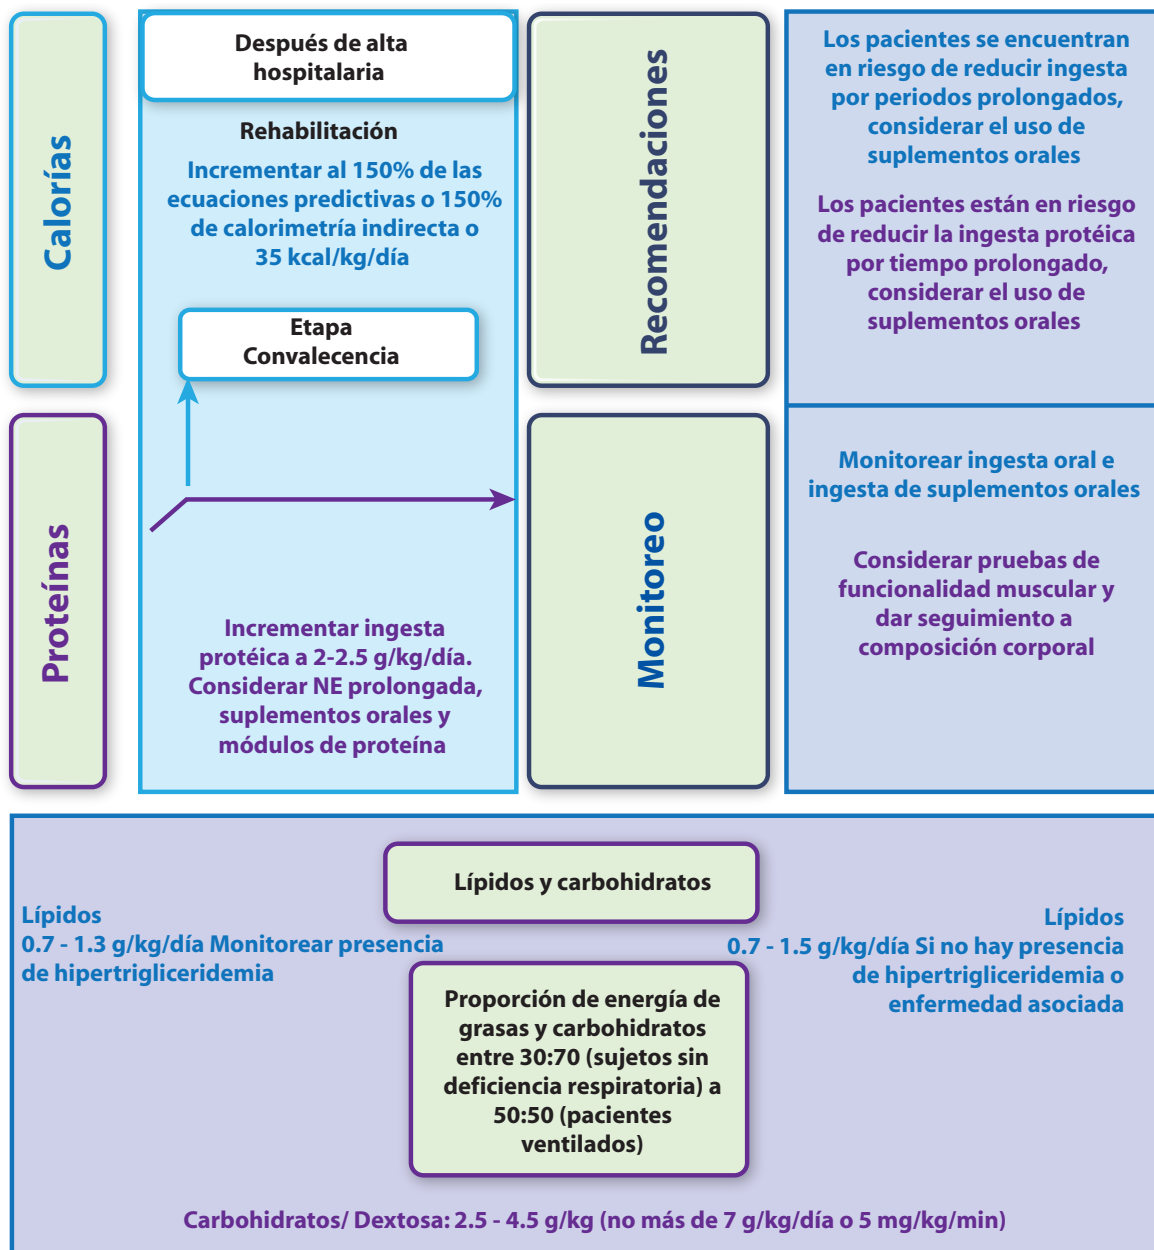 Calorías
Después de alta
hospitalaria
Rehabilitación
Incrementar al 150% de las
ecuaciones predictivas o 150%
de calorimetría indirecta o
35 kcal/kg/día
Etapa
Convalecencia
Recomendaciones
Los pacientes se encuentran
en riesgo de reducir ingesta
por periodos prolongados,
considerar el uso de
suplementos orales
Los pacientes están en riesgo
de reducir la ingesta protéica
por tiempo prolongado,
considerar el uso de
suplementos orales
Proteínas
Incrementar ingesta
protéica a 2-2.5 g/kg/día.
Considerar NE prolongada,
suplementos orales y
módulos de proteína
Monitoreo
Monitorear ingesta oral e
ingesta de suplementos orales
Considerar pruebas de
funcionalidad muscular y
dar seguimiento a
composición corporal
Lípidos y carbohidratos
Lípidos
0.7 - 1.3 g/kg/día Monitorear presencia
de hipertrigliceridemia
Lípidos
0.7 - 1.5 g/kg/día Si no hay presencia
de hipertrigliceridemia o
enfermedad asociada
Proporción de energía de
grasas y carbohidratos
entre 30:70 (sujetos sin
deficiencia respiratoria) a
50:50 (pacientes
ventilados)
Carbohidratos/ Dextosa: 2.5 - 4.5 g/kg (no más de 7 g/kg/día o 5 mg/kg/min)